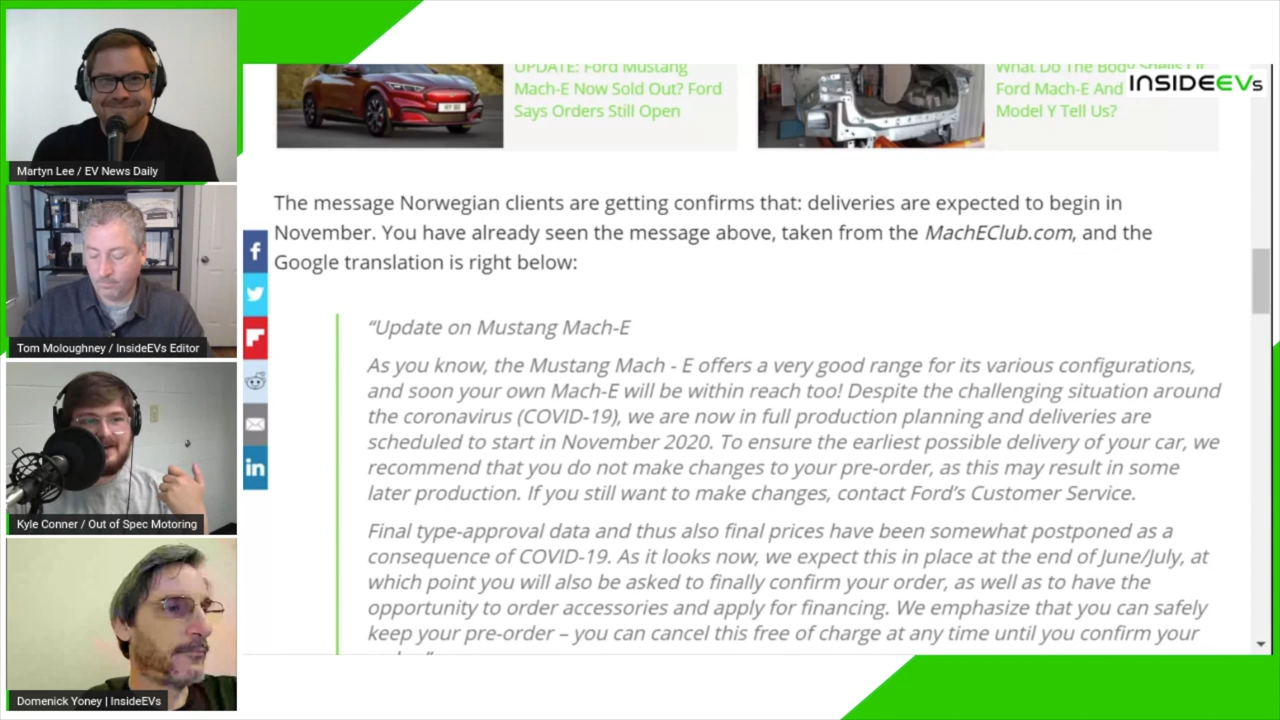 Martyn Lee / EV News Daily
Tom Moloughney / InsideEVs Editor
Kyle Conner / Out of Spec Motoring
Domenick Yoney | InsideEVs
UPDATE: Ford Mustang
Mach-E Now Sold Out? Ford
Says Orders Still Open
What Do The Body Shells Of
Ford Mach-E And
Model Y Tell Us?
INSIDEEVs
The message Norwegian clients are getting confirms that: deliveries are expected to begin in
November. You have already seen the message above, taken from the MachEClub.com, and the
Google translation is right below:
“Update on Mustang Mach-E
As you know, the Mustang Mach - E offers a very good range for its various configurations,
and soon your own Mach-E will be within reach too! Despite the challenging situation around
the coronavirus (COVID-19), we are now in full production planning and deliveries are
scheduled to start in November 2020. To ensure the earliest possible delivery of your car, we
recommend that you do not make changes to your pre-order, as this may result in some
later production. If you still want to make changes, contact Ford’s Customer Service.
Final type-approval data and thus also final prices have been somewhat postponed as a
consequence of COVID-19. As it looks now, we expect this in place at the end of June/July, at
which point you will also be asked to finally confirm your order, as well as to have the
opportunity to order accessories and apply for financing. We emphasize that you can safely
keep your pre-order – you can cancel this free of charge at any time until you confirm your